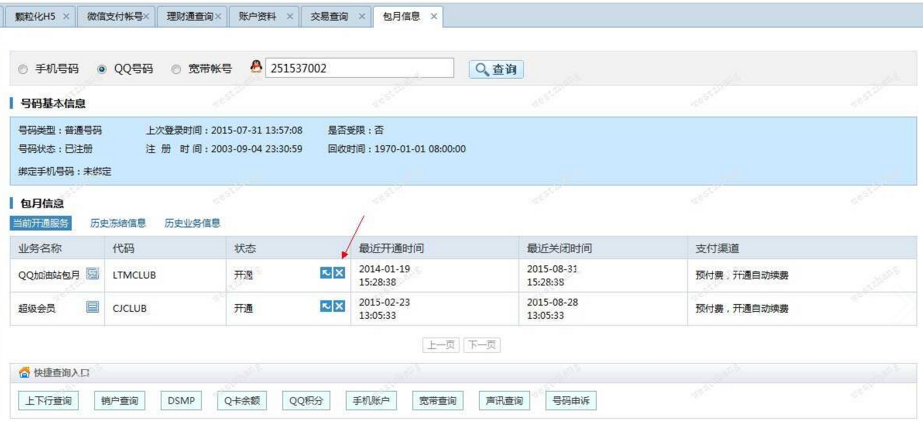 颗粒化H5 × 微信支付帐号× 理财通查询× 账户资料 × 交易查询 × 包月信息 ×
手机号码 QQ号码 宽带帐号 251537002 查询
号码基本信息
号码类型：普通号码 上次登录时间：2015-07-31 13:57:08 是否受限：否
号码状态：已注册 注 册 时 间：2003-09-04 23:30:59 回收时间：1970-01-01 08:00:00
绑定手机号码：未绑定
包月信息
当前开通服务 历史冻结信息 历史业务信息
业务名称 代码 状态 最近开通时间 最近关闭时间 支付渠道
QQ加油站包月 LTMCLUB 开通 2014-01-19 2015-08-31 预付费，开通自动续费
15:28:38 15:28:38
超级会员 CJCLUB 开通 2015-02-23 2015-08-28 预付费，开通自动续费
13:05:33 13:05:33
上一页 下一页
快捷查询入口
上下行查询 销户查询 DSMP Q卡余额 QQ积分 手机账户 宽带查询 声讯查询 号码申诉